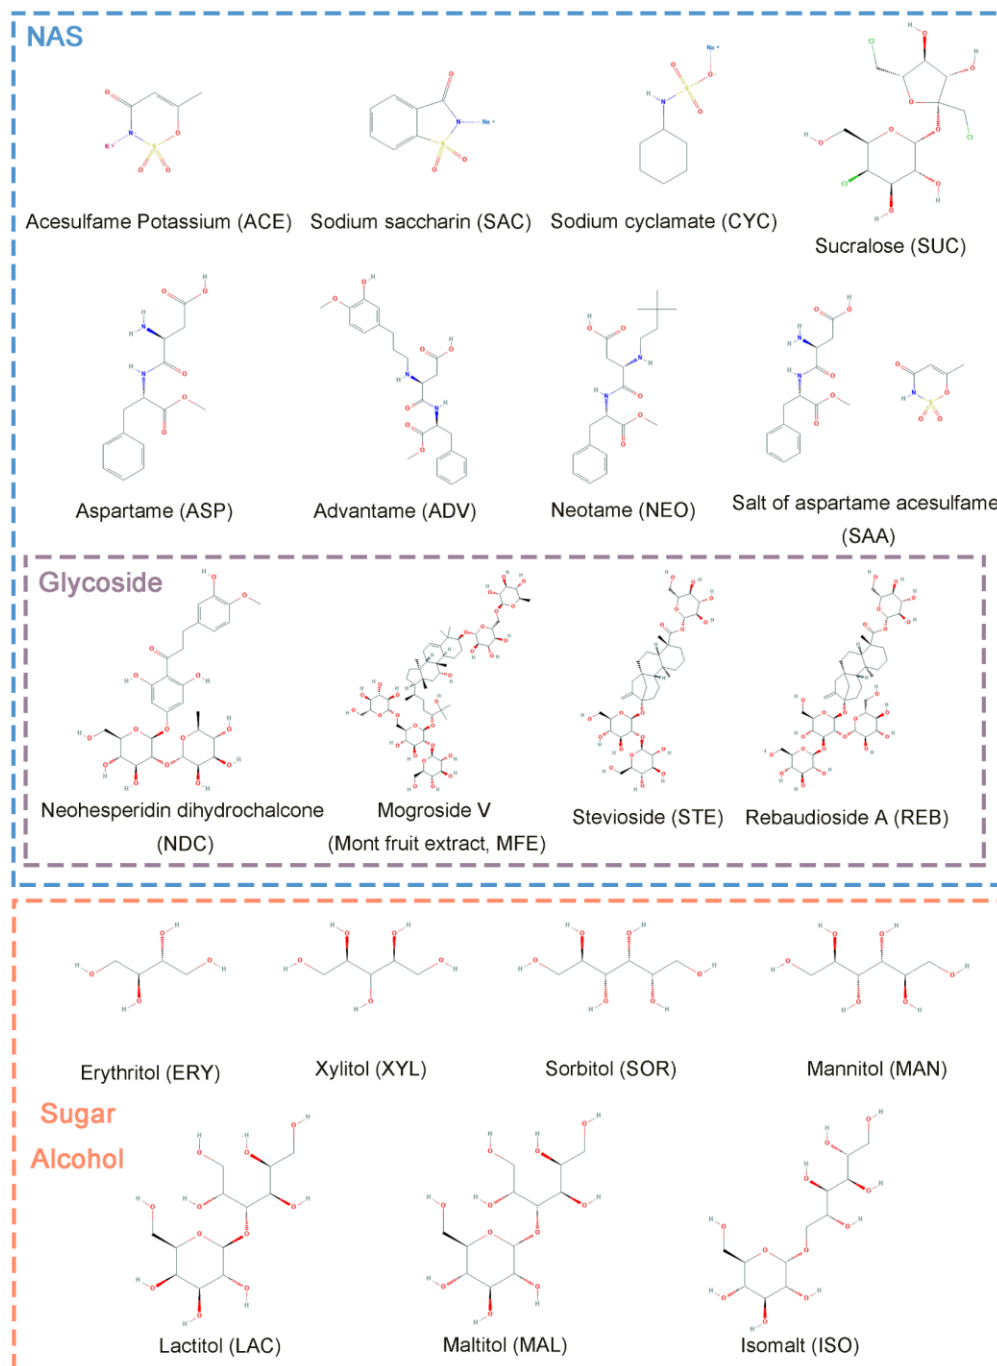 NAS
Acesulfame Potassium (ACE)
Sodium saccharin (SAC)
Sodium cyclamate (CYC)
Sucralose (SUC)
Aspartame (ASP)
Advantame (ADV)
Neotame (NEO)
Salt of aspartame acesulfame
(SAA)
Glycoside
Neohesperidin dihydrochalcone
(NDC)
Mogroside V
(Mont fruit extract, MFE)
Stevioside (STE)
Rebaudioside A (REB)
Erythritol (ERY)
Xylitol (XYL)
Sorbitol (SOR)
Mannitol (MAN)
Sugar
Alcohol
Lactitol (LAC)
Maltitol (MAL)
Isomalt (ISO)